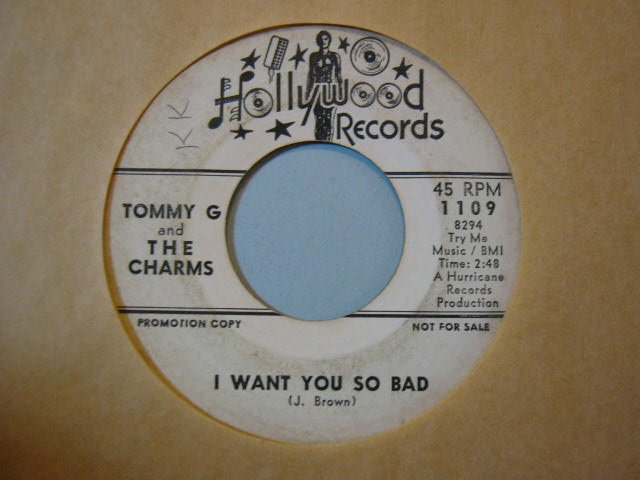 KK
Hollywood
Records
TOMMY G
and
THE
CHARMS
45 RPM
1109
8294
Try Me
Music / BMI
Time: 2:48
A Hurricane
Records
Production
PROMOTION COPY
NOT FOR SALE
I WANT YOU SO BAD
(J. Brown)